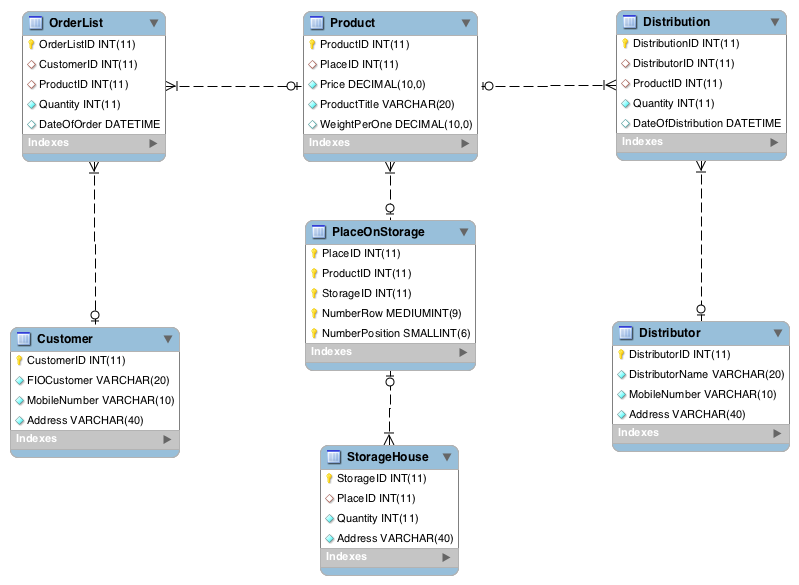 OrderList
OrderListID INT(11)
CustomerID INT(11)
ProductID INT(11)
Quantity INT(11)
DateOfOrder DATETIME
Indexes
Product
ProductID INT(11)
PlaceID INT(11)
Price DECIMAL(10,0)
ProductTitle VARCHAR(20)
WeightPerOne DECIMAL(10,0)
Indexes
Distribution
DistributionID INT(11)
DistributorID INT(11)
ProductID INT(11)
Quantity INT(11)
DateOfDistribution DATETIME
Indexes
PlaceOnStorage
PlaceID INT(11)
ProductID INT(11)
StorageID INT(11)
NumberRow MEDIUMINT(9)
NumberPosition SMALLINT(6)
Indexes
Customer
CustomerID INT(11)
FIOCustomer VARCHAR(20)
MobileNumber VARCHAR(10)
Address VARCHAR(40)
Indexes
Distributor
DistributorID INT(11)
DistributorName VARCHAR(20)
MobileNumber VARCHAR(10)
Address VARCHAR(40)
Indexes
StorageHouse
StorageID INT(11)
PlaceID INT(11)
Quantity INT(11)
Address VARCHAR(40)
Indexes